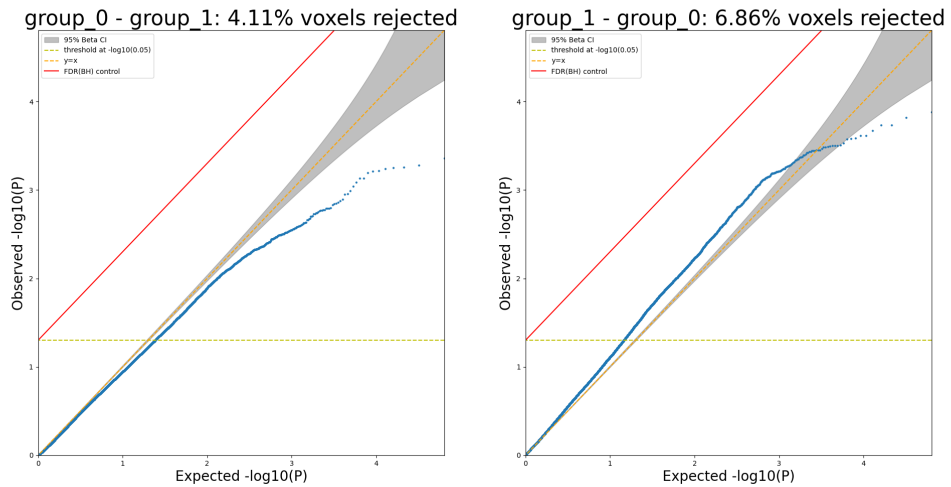 group_0 - group_1: 4.11% voxels rejected
95% Beta CI
threshold at -log10(0.05)
y=x
FDR(BH) control
Observed -log10(P)
4
3
2
1
0
0 1 2 3 4
Expected -log10(P)
group_1 - group_0: 6.86% voxels rejected
95% Beta CI
threshold at -log10(0.05)
y=x
FDR(BH) control
Observed -log10(P)
4
3
2
1
0
0 1 2 3 4
Expected -log10(P)